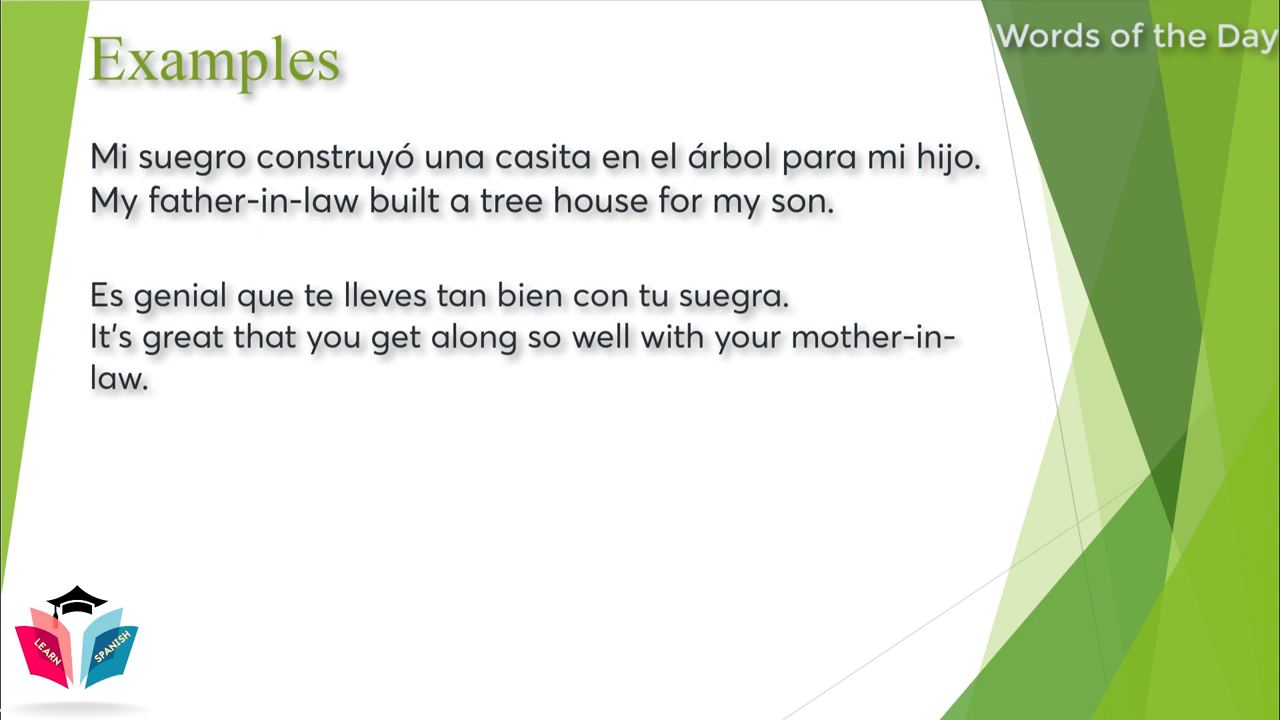 Words of the Day
Examples
Mi suegro construyó una casita en el árbol para mi hijo.
My father-in-law built a tree house for my son.
Es genial que te lleves tan bien con tu suegra.
It's great that you get along so well with your mother-in-
law.
LEARN
SPANISH